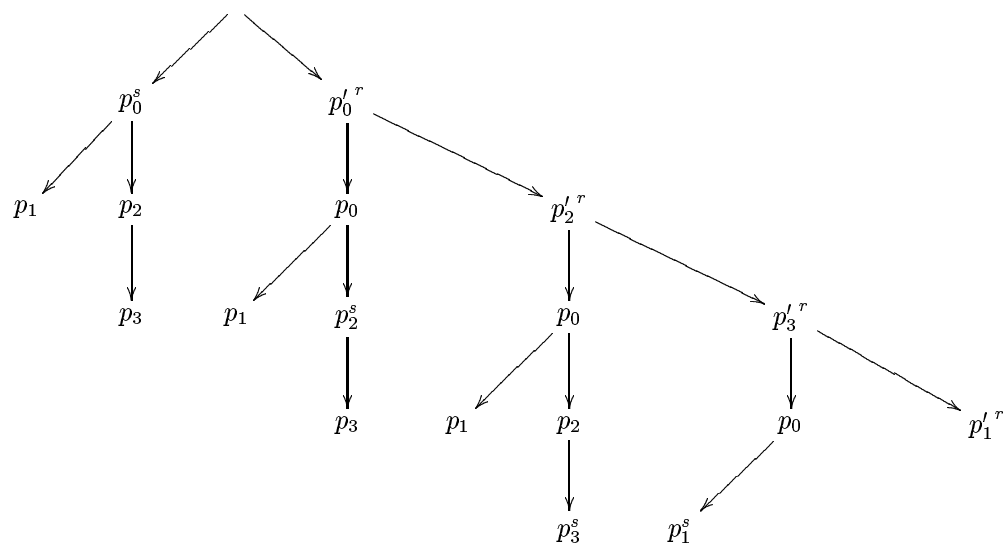 p_0^s p_0'^r
p_1 p_2 p_0 p_2'^r
p_3 p_1 p_2^s p_0 p_3'^r
p_3 p_1 p_2 p_0 p_1'^r
p_3^s p_1^s